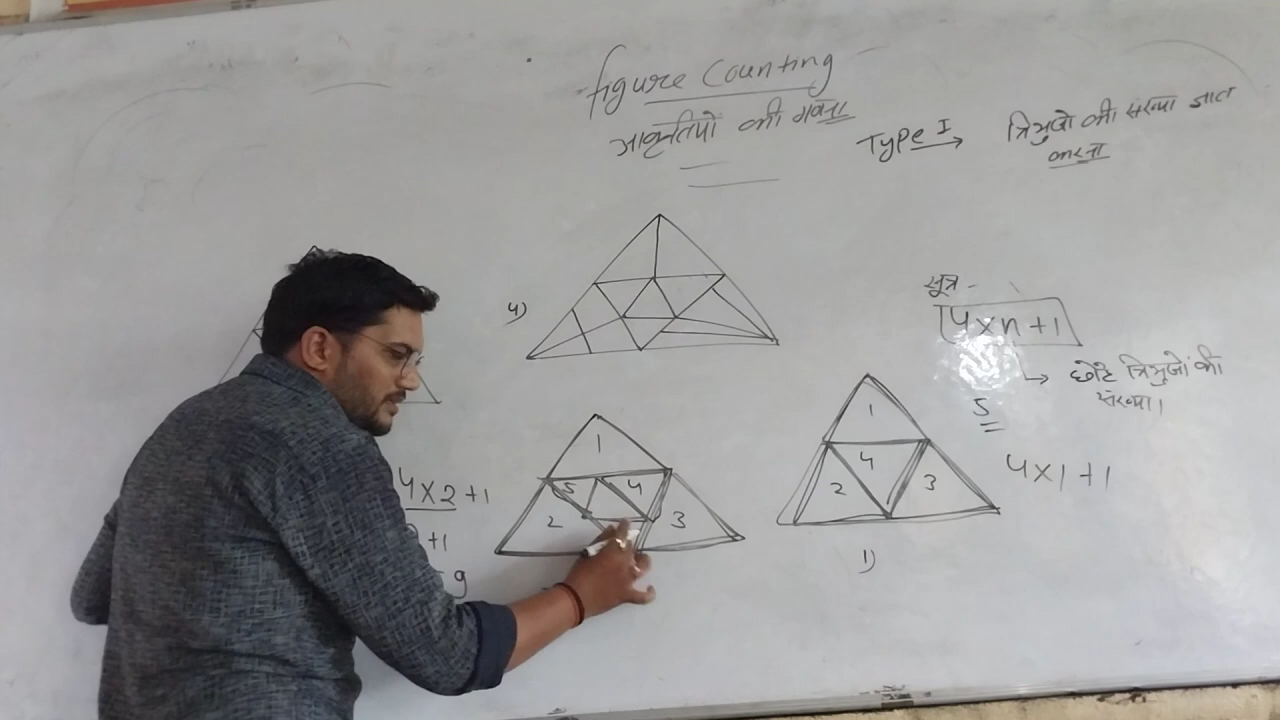 figure Counting
आकृतियों की गणना
Type I → त्रिभुजों की संख्या ज्ञात
करना
4)
सूत्र -
4×n+1
↳ छोटे त्रिभुजों की
संख्या।
5
4×1+1
1
4
2
3
1)
4×2+1
+1
9
1
5
4
2
3